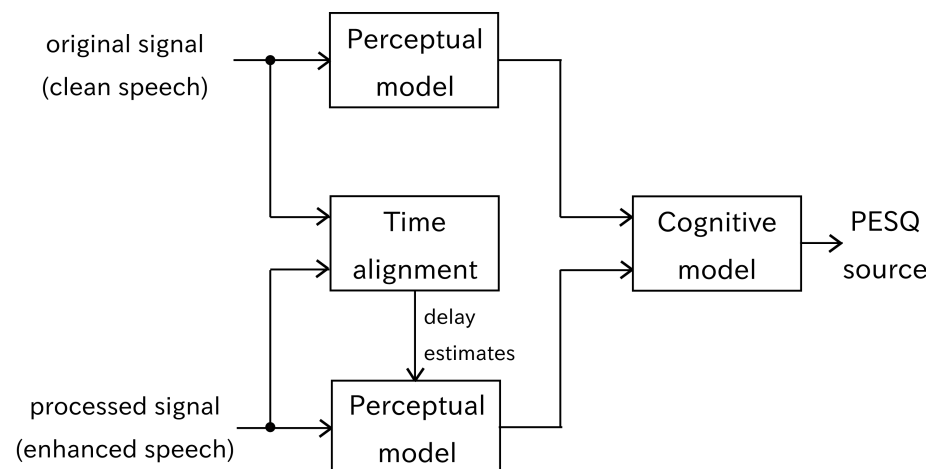 original signal
(clean speech)
Perceptual
model
Time
alignment
delay
estimates
processed signal
(enhanced speech)
Perceptual
model
Cognitive
model
PESQ
source